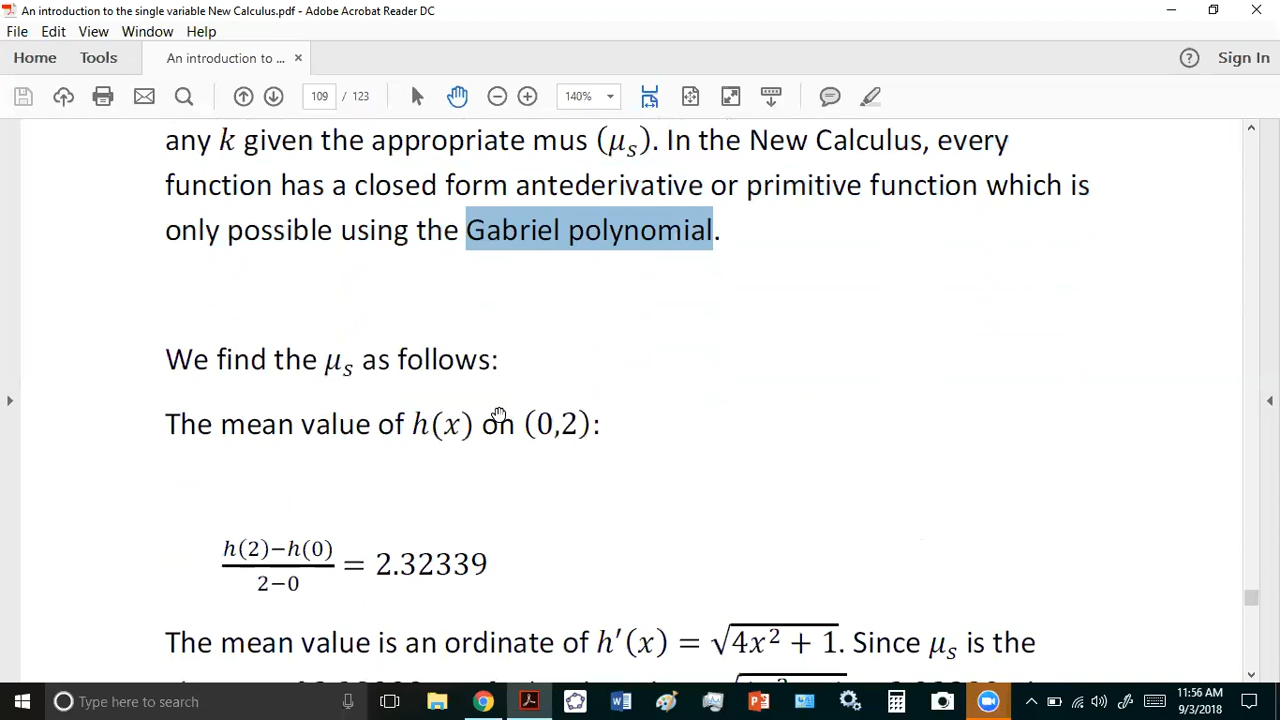 An introduction to the single variable New Calculus.pdf - Adobe Acrobat Reader DC
File Edit View Window Help
Home Tools An introduction to ... × Sign In
109 / 123 140%
any k given the appropriate mus (μₛ). In the New Calculus, every
function has a closed form antederivative or primitive function which is
only possible using the Gabriel polynomial.
We find the μₛ as follows:
The mean value of h(x) on (0,2):
h(2)−h(0)
2−0
= 2.32339
The mean value is an ordinate of h′(x) = √4x² + 1. Since μₛ is the
Type here to search
11:56 AM
9/3/2018